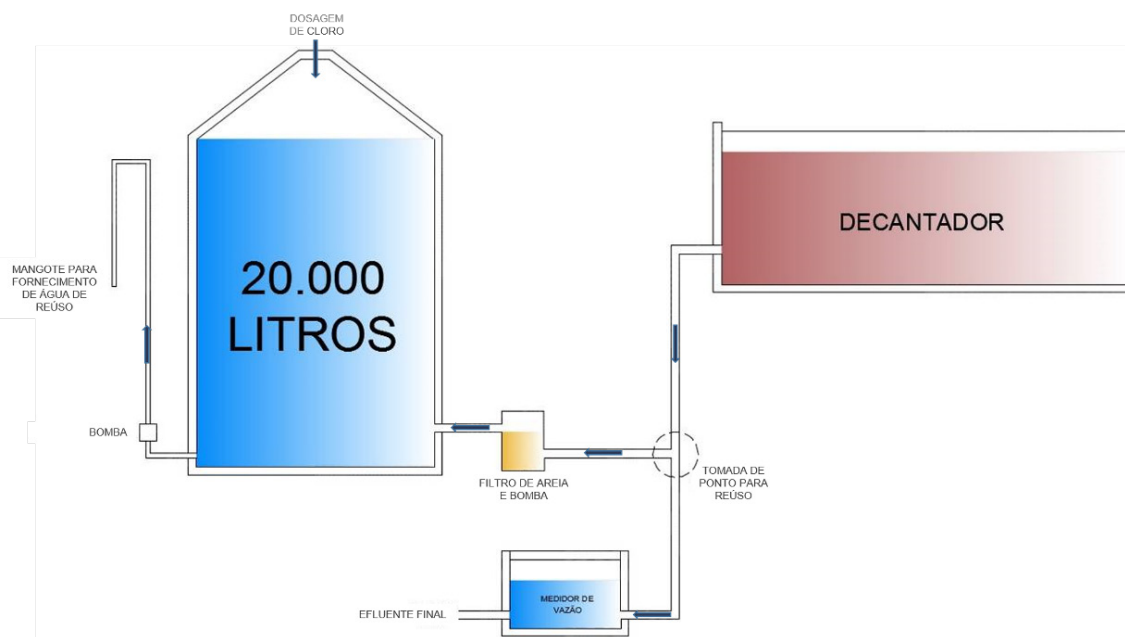 DOSAGEM
DE CLORO
DECANTADOR
20.000
LITROS
MANGOTE PARA
FORNECIMENTO
DE ÁGUA DE
REÚSO
BOMBA
FILTRO DE AREIA
E BOMBA
TOMADA DE
PONTO PARA
REÚSO
MEDIDOR DE
VAZÃO
EFLUENTE FINAL